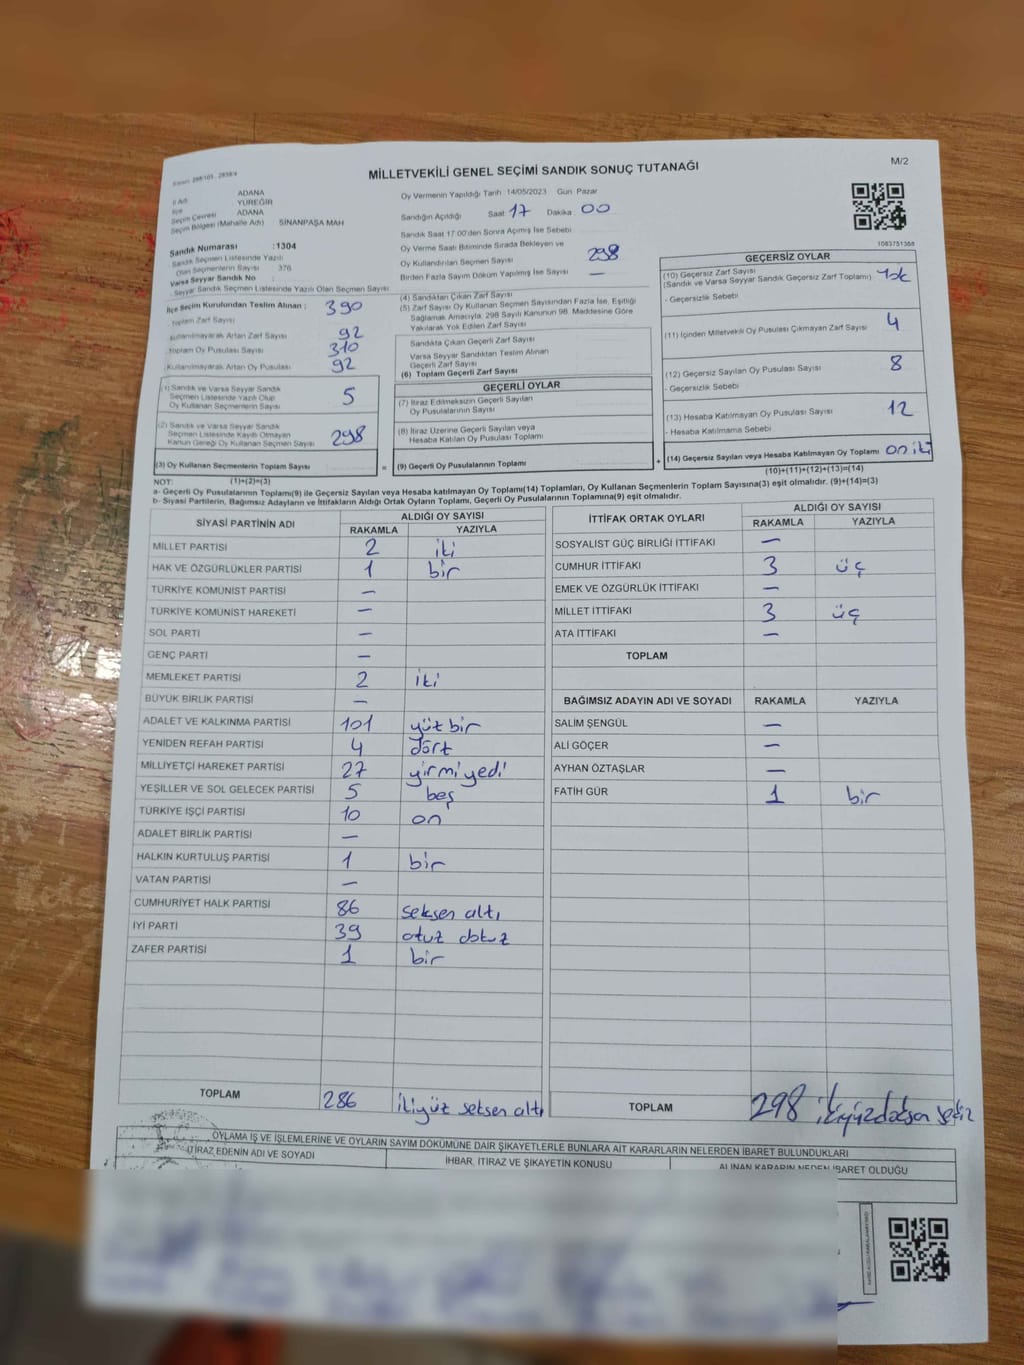 MİLLETVEKİLİ GENEL SEÇİMİ SANDIK SONUÇ TUTANAĞI
M/2
İl Adı ADANA
İlçe YÜREĞİR
Seçim Çevresi ADANA
Seçim Bölgesi (Mahalle Adı) SİNANPAŞA MAH
Sandık Numarası : 1304
Sandık Seçmen Listesinde Yazılı
Olan Seçmenlerin Sayısı 376
Varsa Seyyar Sandık No
Seyyar Sandık Seçmen Listesinde Yazılı Olan Seçmen Sayısı
Oy Vermenin Yapıldığı Tarih 14/05/2023 Gün Pazar
Sandığın Açıldığı Saat 17 Dakika 00
Sandık Saat 17.00'den Sonra Açılmış İse Sebebi
Oy Verme Saati Bitiminde Sırada Bekleyen ve
Oy Kullandırılan Seçmen Sayısı 298
Birden Fazla Sayım Döküm Yapılmış İse Sayısı —
1083751388
İlçe Seçim Kurulundan Teslim Alınan : 390
Toplam Zarf Sayısı
Kullanılmayarak Artan Zarf Sayısı 92
Toplam Oy Pusulası Sayısı 310
Kullanılmayarak Artan Oy Pusulası 92
(1) Sandık ve Varsa Seyyar Sandık
Seçmen Listesinde Yazılı Olup
Oy Kullanan Seçmenlerin Sayısı 5
(2) Sandık ve Varsa Seyyar Sandık
Seçmen Listesinde Kayıtlı Olmayan
Kanun Gereği Oy Kullanan Seçmen Sayısı 298
(3) Oy Kullanan Seçmenlerin Toplam Sayısı
(1)+(2)=(3)
(4) Sandıktan Çıkan Zarf Sayısı
(5) Zarf Sayısı Oy Kullanan Seçmen Sayısından Fazla İse, Eşitliği
Sağlamak Amacıyla, 298 Sayılı Kanunun 98. Maddesine Göre
Yakılarak Yok Edilen Zarf Sayısı
Sandıkta Çıkan Geçerli Zarf Sayısı
Varsa Seyyar Sandıktan Teslim Alınan
Geçerli Zarf Sayısı
(6) Toplam Geçerli Zarf Sayısı
GEÇERLİ OYLAR
(7) İtiraz Edilmeksizin Geçerli Sayılan
Oy Pusulalarının Sayısı
(8) İtiraz Üzerine Geçerli Sayılan veya
Hesaba Katılan Oy Pusulası Toplamı
= (9) Geçerli Oy Pusulalarının Toplamı +
GEÇERSİZ OYLAR
(10) Geçersiz Zarf Sayısı
(Sandık ve Varsa Seyyar Sandık Geçersiz Zarf Toplamı) Yok
- Geçersizlik Sebebi
(11) İçinden Milletvekili Oy Pusulası Çıkmayan Zarf Sayısı 4
(12) Geçersiz Sayılan Oy Pusulası Sayısı 8
- Geçersizlik Sebebi
(13) Hesaba Katılmayan Oy Pusulası Sayısı 12
- Hesaba Katılmama Sebebi
(14) Geçersiz Sayılan veya Hesaba Katılmayan Oy Toplamı on iki
(10)+(11)+(12)+(13)=(14)
NOT:
a- Geçerli Oy Pusulalarının Toplamı(9) ile Geçersiz Sayılan veya Hesaba katılmayan Oy Toplamı(14) Toplamları, Oy Kullanan Seçmenlerin Toplam Sayısına(3) eşit olmalıdır. (9)+(14)=(3)
b- Siyasi Partilerin, Bağımsız Adayların ve İttifakların Aldığı Ortak Oyların Toplamı, Geçerli Oy Pusulalarının Toplamına(9) eşit olmalıdır.
SİYASİ PARTİNİN ADI ALDIĞI OY SAYISI
RAKAMLA YAZIYLA
MİLLET PARTİSİ 2 iki
HAK VE ÖZGÜRLÜKLER PARTİSİ 1 bir
TÜRKİYE KOMÜNİST PARTİSİ —
TÜRKİYE KOMÜNİST HAREKETİ —
SOL PARTİ —
GENÇ PARTİ —
MEMLEKET PARTİSİ 2 iki
BÜYÜK BİRLİK PARTİSİ —
ADALET VE KALKINMA PARTİSİ 101 yüz bir
YENİDEN REFAH PARTİSİ 4 dört
MİLLİYETÇİ HAREKET PARTİSİ 27 yirmi yedi
YEŞİLLER VE SOL GELECEK PARTİSİ 5 beş
TÜRKİYE İŞÇİ PARTİSİ 10 on
ADALET BİRLİK PARTİSİ —
HALKIN KURTULUŞ PARTİSİ 1 bir
VATAN PARTİSİ —
CUMHURİYET HALK PARTİSİ 86 seksen altı
İYİ PARTİ 39 otuz dokuz
ZAFER PARTİSİ 1 bir
TOPLAM 286 ikiyüz seksen altı
İTTİFAK ORTAK OYLARI ALDIĞI OY SAYISI
RAKAMLA YAZIYLA
SOSYALİST GÜÇ BİRLİĞİ İTTİFAKI —
CUMHUR İTTİFAKI 3 üç
EMEK VE ÖZGÜRLÜK İTTİFAKI —
MİLLET İTTİFAKI 3 üç
ATA İTTİFAKI —
TOPLAM
BAĞIMSIZ ADAYIN ADI VE SOYADI RAKAMLA YAZIYLA
SALİM ŞENGÜL —
ALİ GÖÇER —
AYHAN ÖZTAŞLAR —
FATİH GÜR 1 bir
TOPLAM 298
OYLAMA İŞ VE İŞLEMLERİNE VE OYLARIN SAYIM DÖKÜMÜNE DAİR ŞİKAYETLERLE BUNLARA AİT KARARLARIN NELERDEN İBARET BULUNDUKLARI
İTİRAZ EDENİN ADI VE SOYADI İHBAR, İTİRAZ VE ŞİKAYETİN KONUSU ALINAN KARARIN NEDEN İBARET OLDUĞU